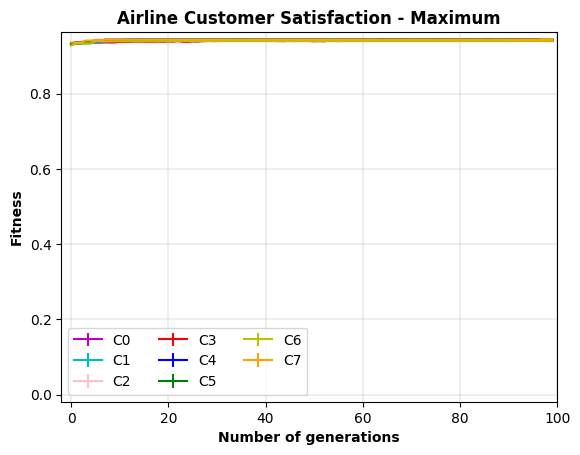 Airline Customer Satisfaction - Maximum
Fitness
0.8
0.6
0.4
0.2
0.0
C0 C3 C6
C1 C4 C7
C2 C5
0 20 40 60 80 100
Number of generations